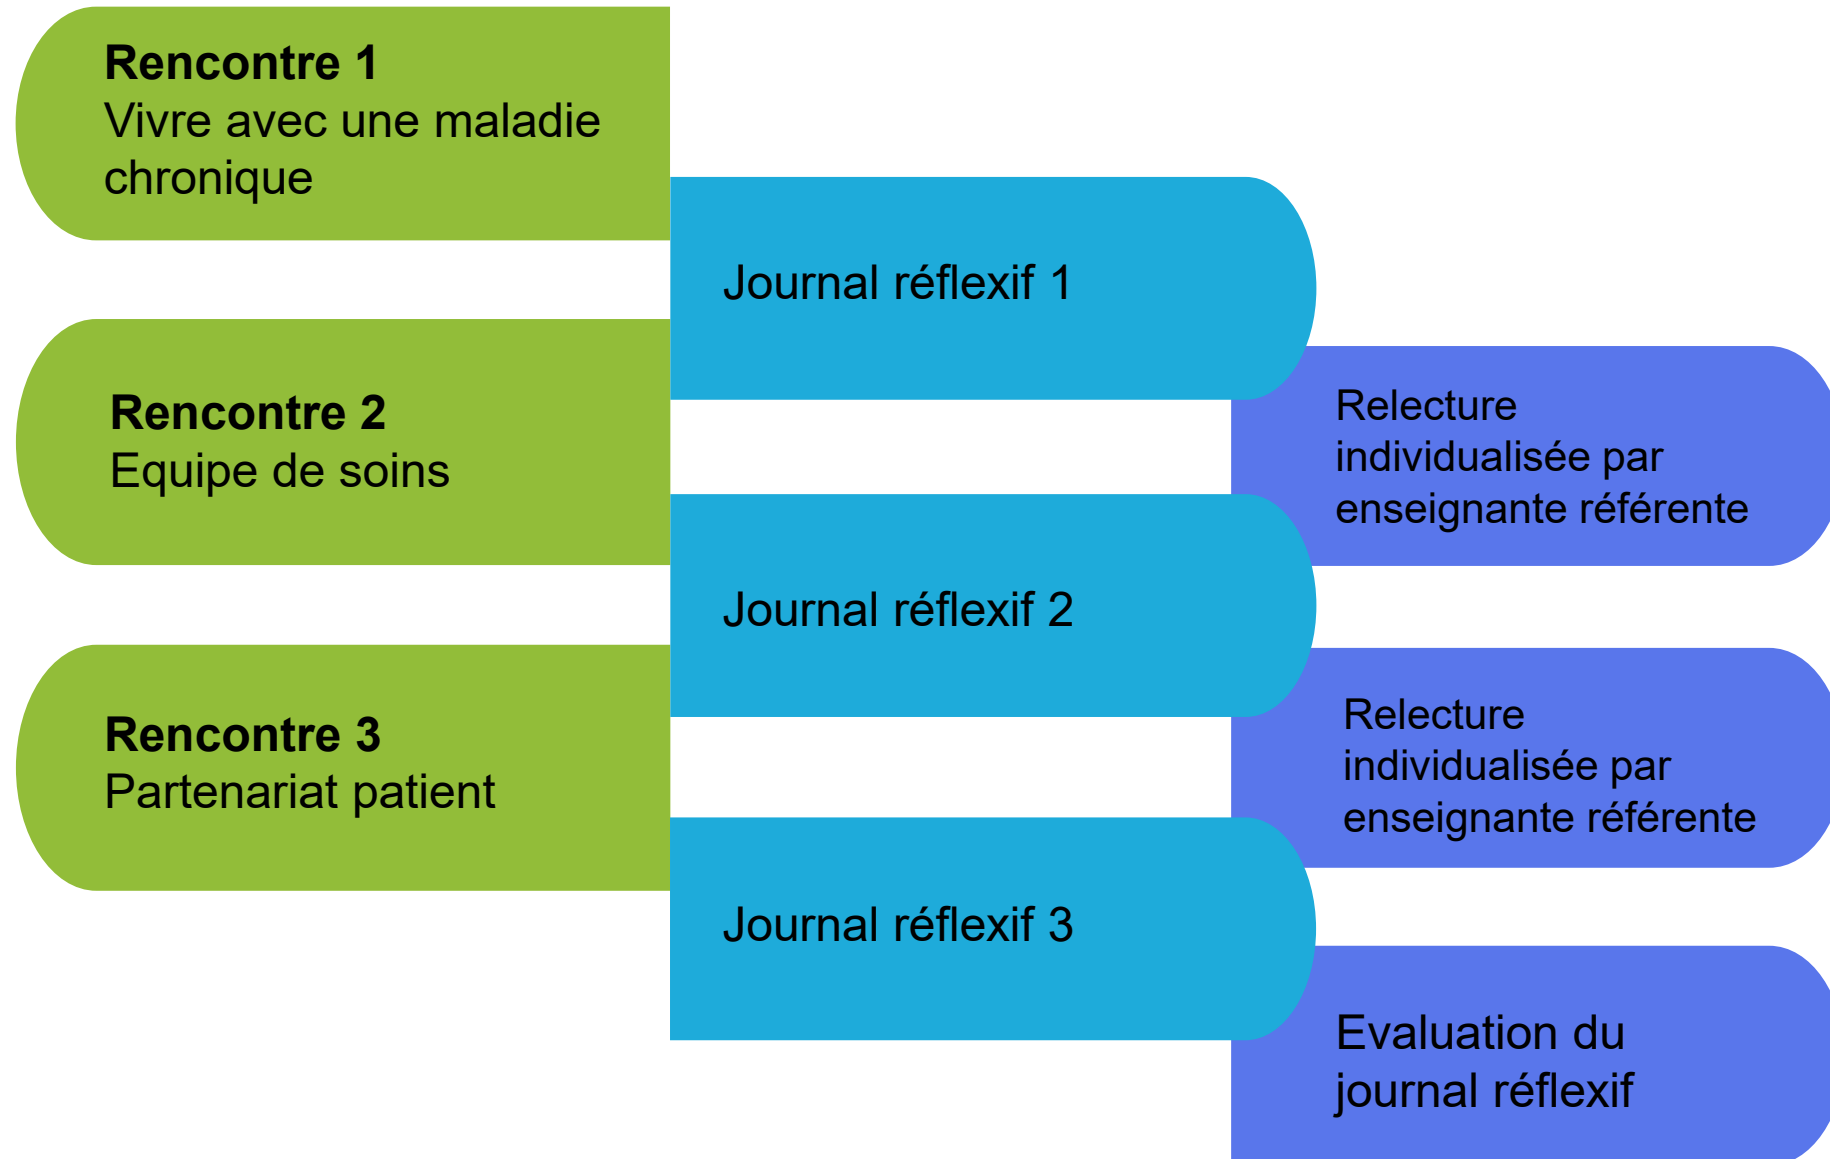 Rencontre 1
Vivre avec une maladie
chronique
Journal réflexif 1
Rencontre 2
Equipe de soins
Relecture
individualisée par
enseignante référente
Journal réflexif 2
Rencontre 3
Partenariat patient
Relecture
individualisée par
enseignante référente
Journal réflexif 3
Evaluation du
journal réflexif